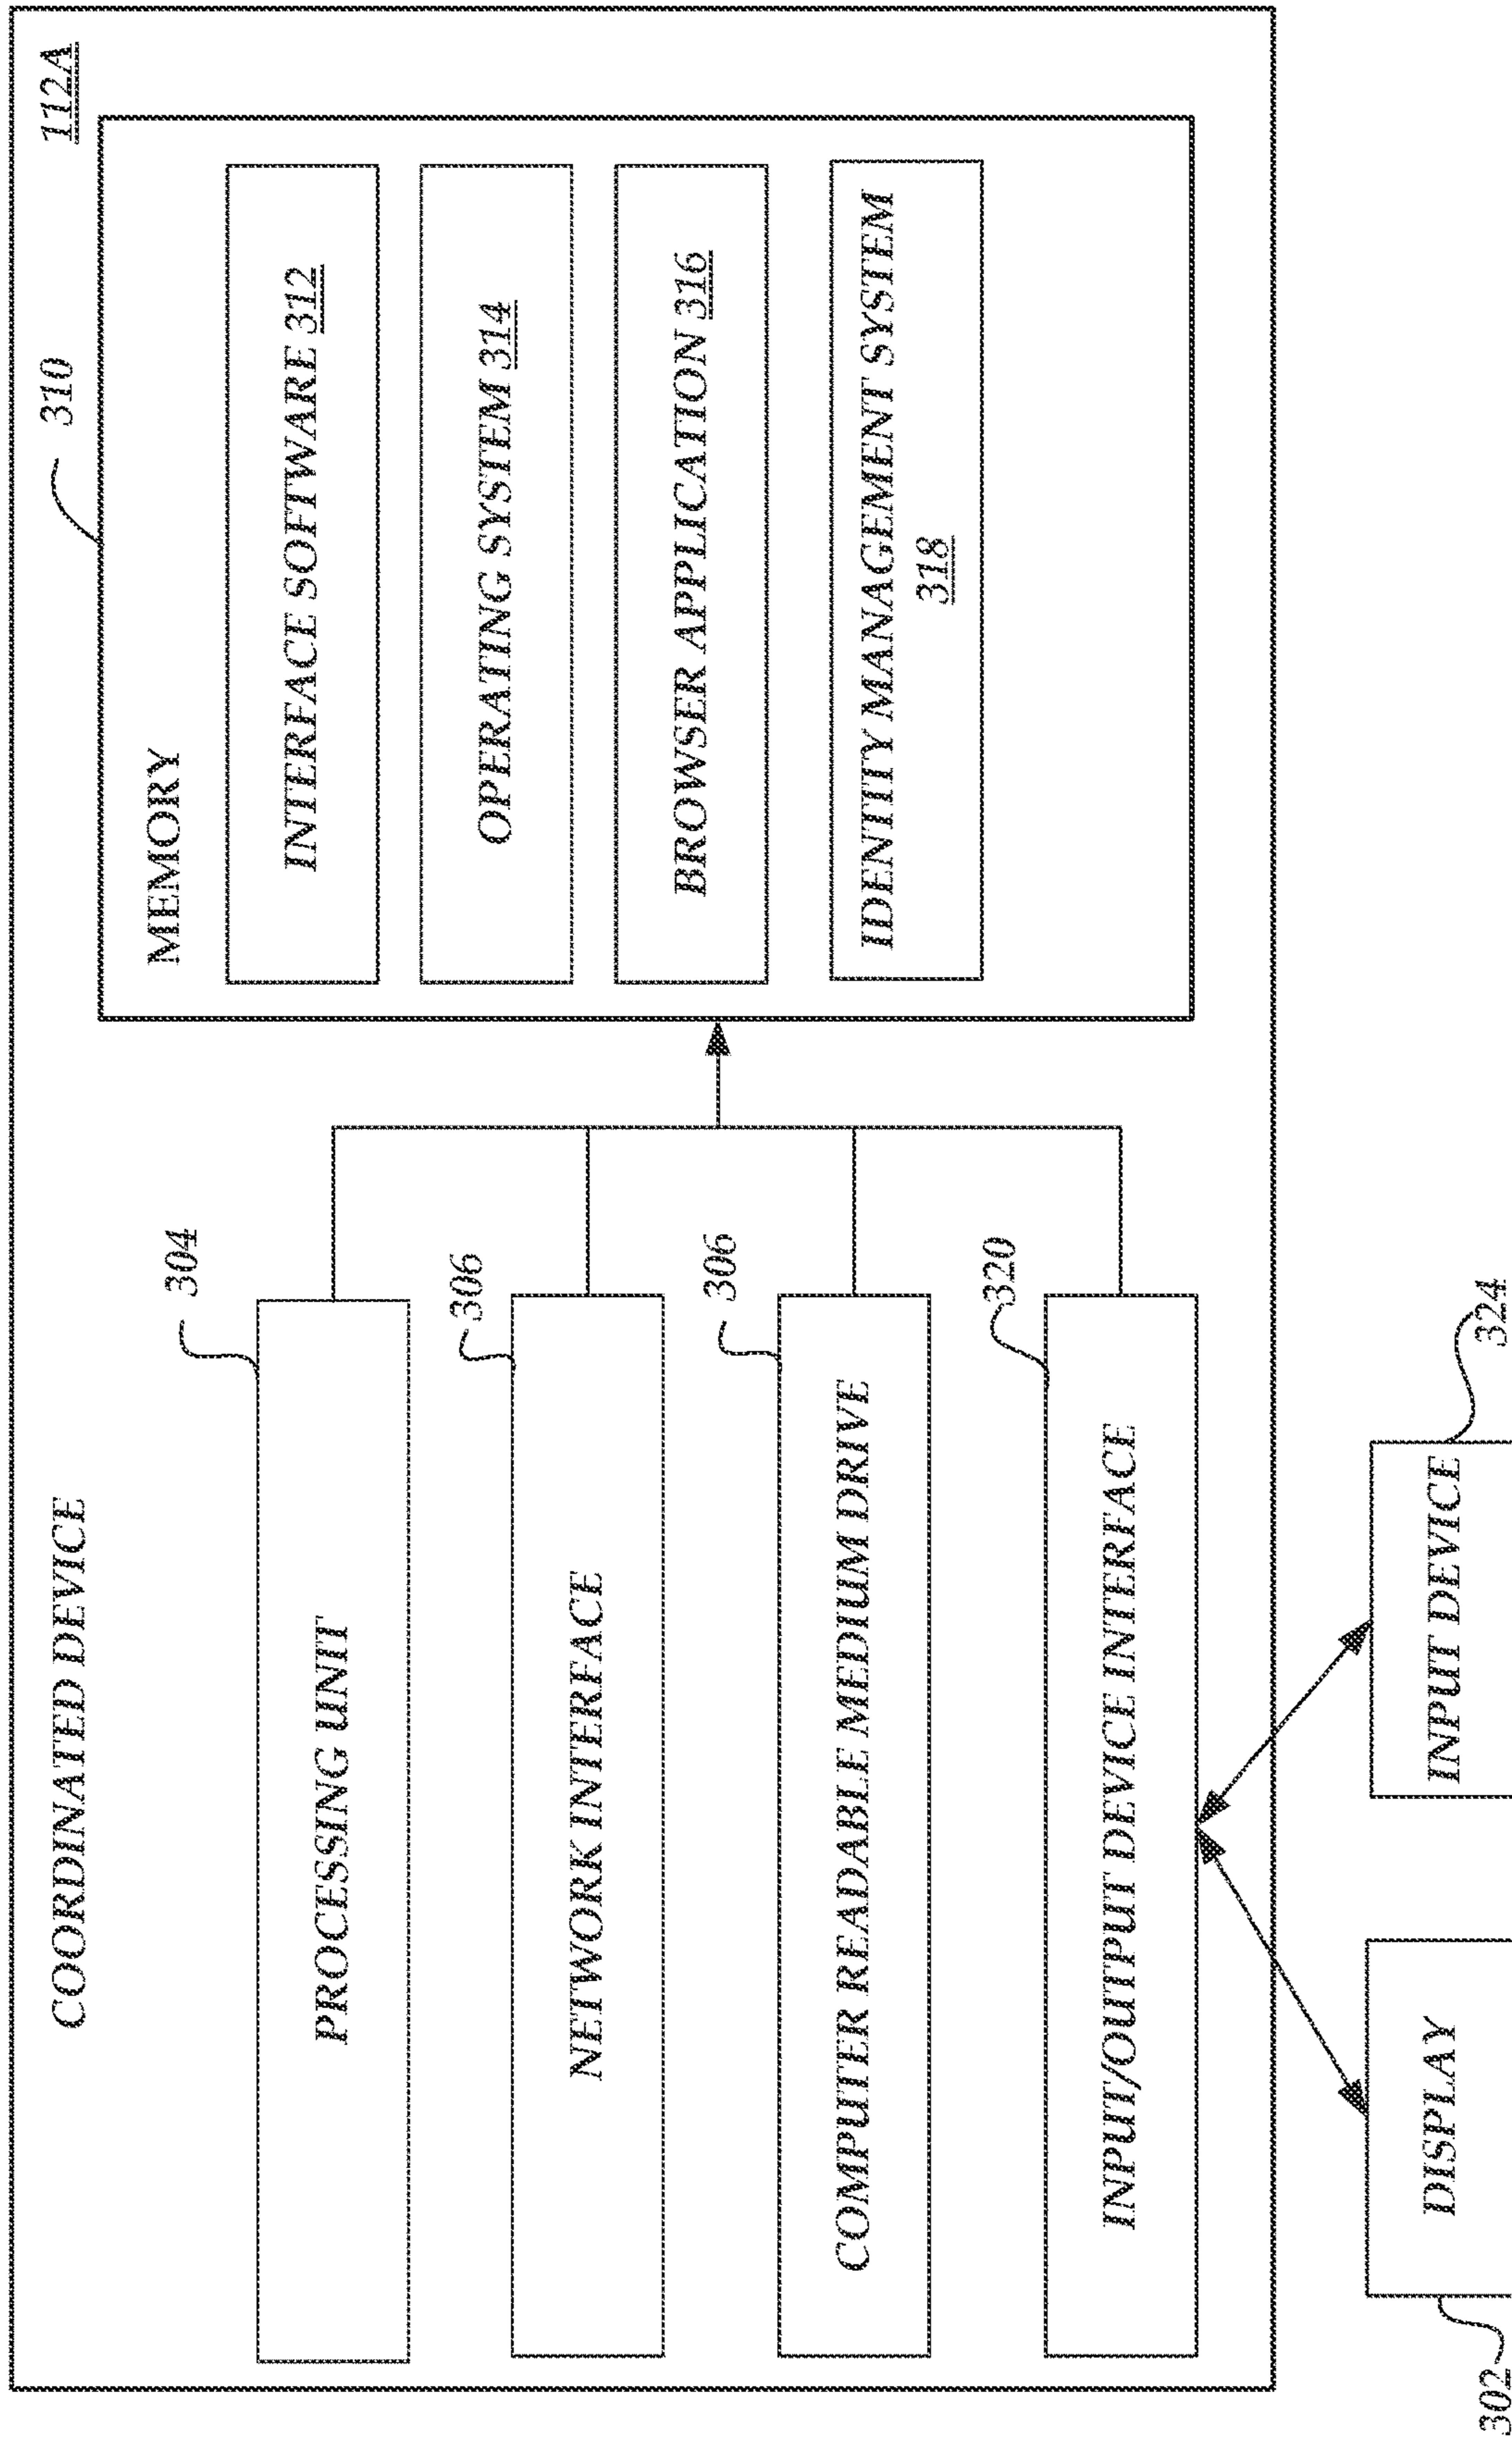 COORDINATED DEVICE
112A
310
MEMORY
304
PROCESSING UNIT
INTERFACE SOFTWARE 312
306
NETWORK INTERFACE
OPERATING SYSTEM 314
306
COMPUTER READABLE MEDIUM DRIVE
BROWSER APPLICATION 316
320
INPUT/OUTPUT DEVICE INTERFACE
IDENTITY MANAGEMENT SYSTEM
318
DISPLAY
INPUT DEVICE
302
324